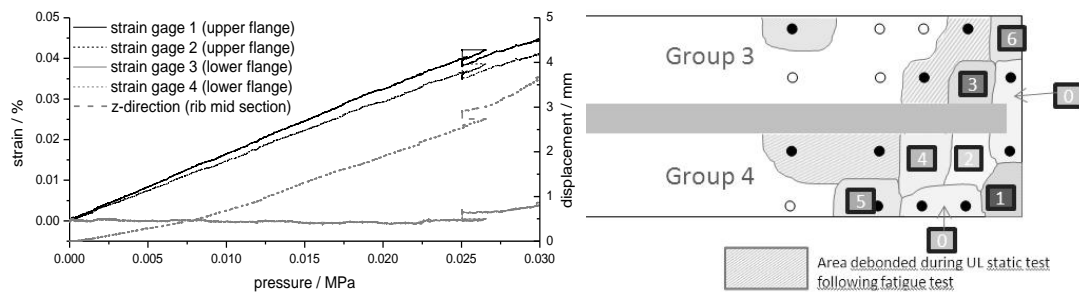 0.05
0.04
0.03
0.02
0.01
0.00
strain / %
strain gage 1 (upper flange)
strain gage 2 (upper flange)
strain gage 3 (lower flange)
strain gage 4 (lower flange)
z-direction (rib mid section)
5
4
3
2
1
0
displacement / mm
0.000
0.005
0.010
0.015
0.020
0.025
0.030
pressure / MPa
Group 3
6
3
0
Group 4
4
2
5
1
0
Area debonded during UL static test
following fatigue test